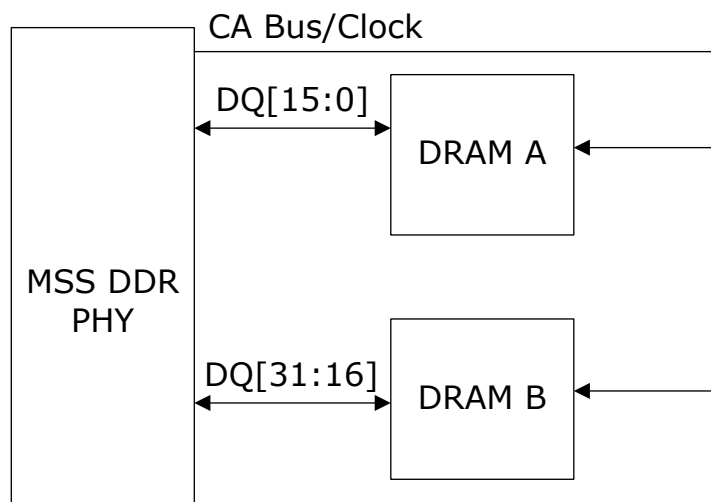 CA Bus/Clock
DQ[15:0]
DRAM A
MSS DDR
PHY
DQ[31:16]
DRAM B